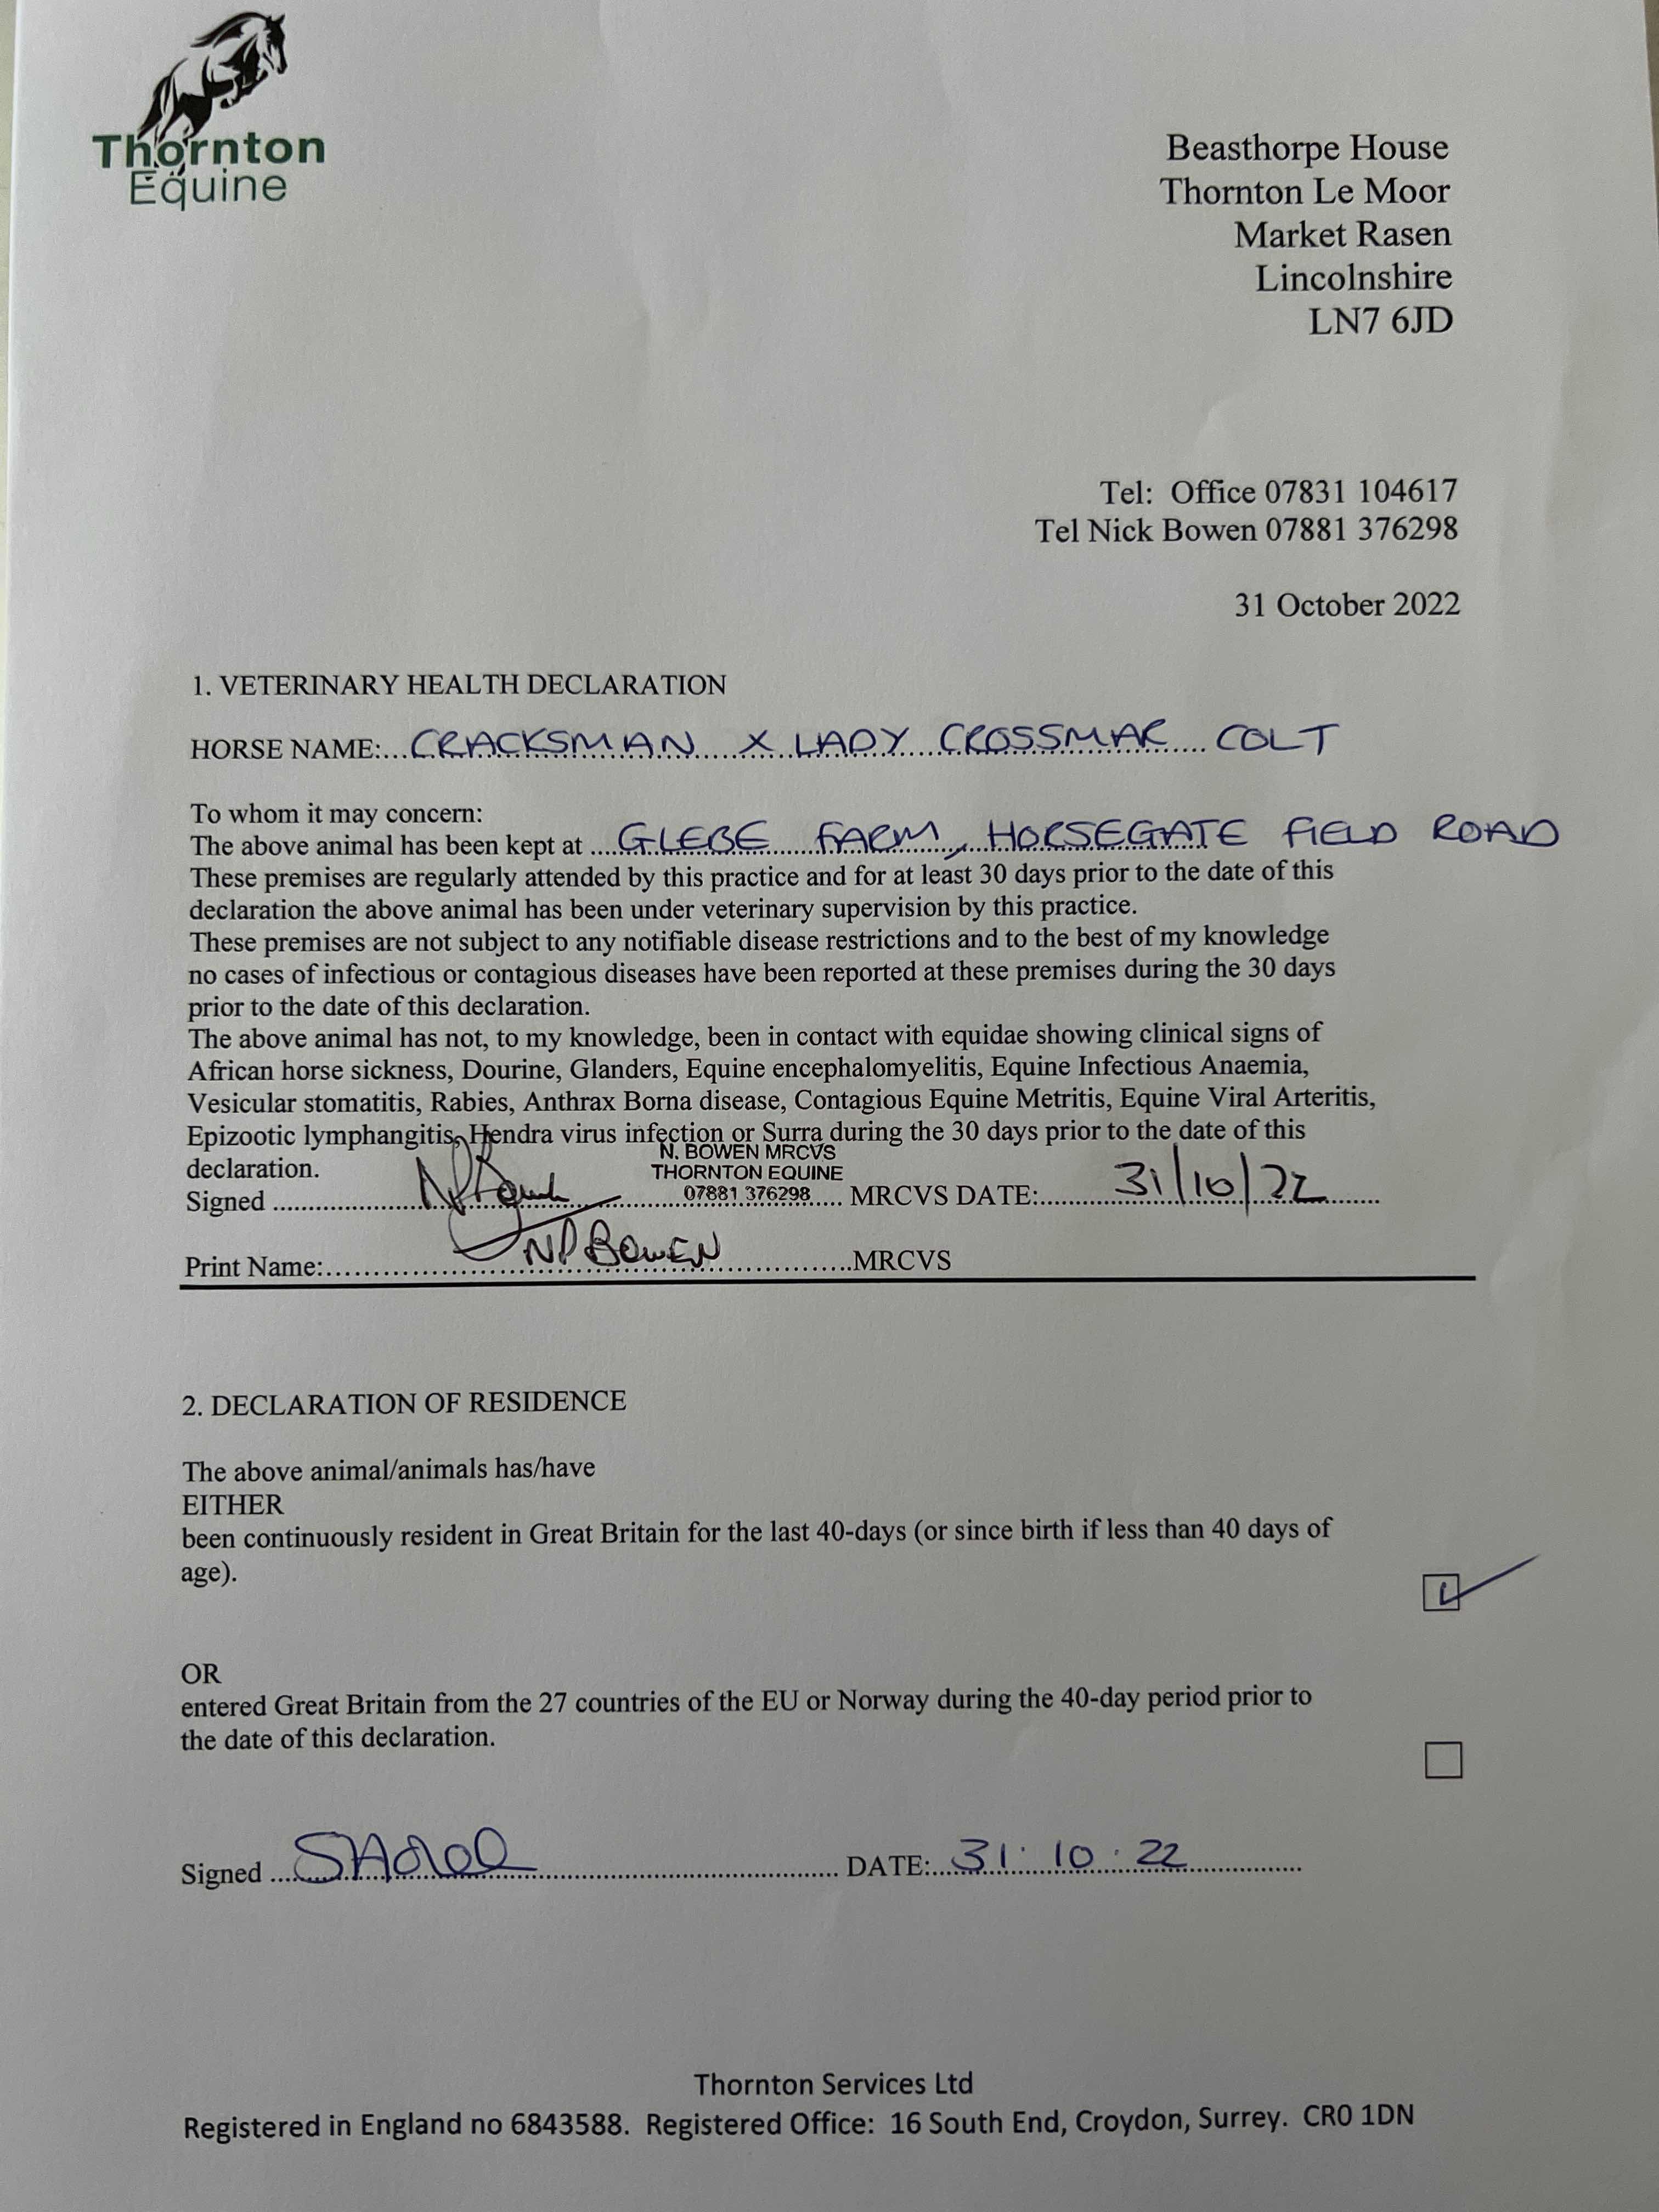 Thornton
Equine
Beasthorpe House
Thornton Le Moor
Market Rasen
Lincolnshire
LN7 6JD
Tel: Office 07831 104617
Tel Nick Bowen 07881 376298
31 October 2022
1. VETERINARY HEALTH DECLARATION
HORSE NAME:...CRACKSMAN X LADY CROSSMAR COLT
To whom it may concern:
The above animal has been kept at ....GLEBE FARM, HORSEGATE FIELD ROAD
These premises are regularly attended by this practice and for at least 30 days prior to the date of this
declaration the above animal has been under veterinary supervision by this practice.
These premises are not subject to any notifiable disease restrictions and to the best of my knowledge
no cases of infectious or contagious diseases have been reported at these premises during the 30 days
prior to the date of this declaration.
The above animal has not, to my knowledge, been in contact with equidae showing clinical signs of
African horse sickness, Dourine, Glanders, Equine encephalomyelitis, Equine Infectious Anaemia,
Vesicular stomatitis, Rabies, Anthrax Borna disease, Contagious Equine Metritis, Equine Viral Arteritis,
Epizootic lymphangitis, Hendra virus infection or Surra during the 30 days prior to the date of this
declaration.
N. BOWEN MRCVS
THORNTON EQUINE
07881 376298
Signed .... MRCVS DATE:....31/10/22
Print Name:....NP BOWEN....MRCVS
2. DECLARATION OF RESIDENCE
The above animal/animals has/have
EITHER
been continuously resident in Great Britain for the last 40-days (or since birth if less than 40 days of
age).
OR
entered Great Britain from the 27 countries of the EU or Norway during the 40-day period prior to
the date of this declaration.
Signed .... DATE:....31.10.22
Thornton Services Ltd
Registered in England no 6843588. Registered Office: 16 South End, Croydon, Surrey. CR0 1DN